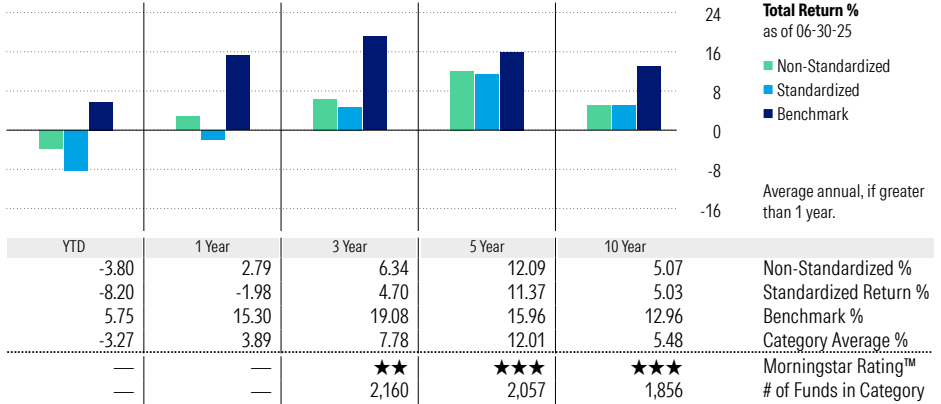 24
16
8
0
-8
-16
Total Return %
as of 06-30-25
Non-Standardized
Standardized
Benchmark
Average annual, if greater
than 1 year.
YTD 1 Year 3 Year 5 Year 10 Year
-3.80 2.79 6.34 12.09 5.07 Non-Standardized %
-8.20 -1.98 4.70 11.37 5.03 Standardized Return %
5.75 15.30 19.08 15.96 12.96 Benchmark %
-3.27 3.89 7.78 12.01 5.48 Category Average %
— — ★★ ★★★ ★★★ Morningstar Rating™
— — 2,160 2,057 1,856 # of Funds in Category